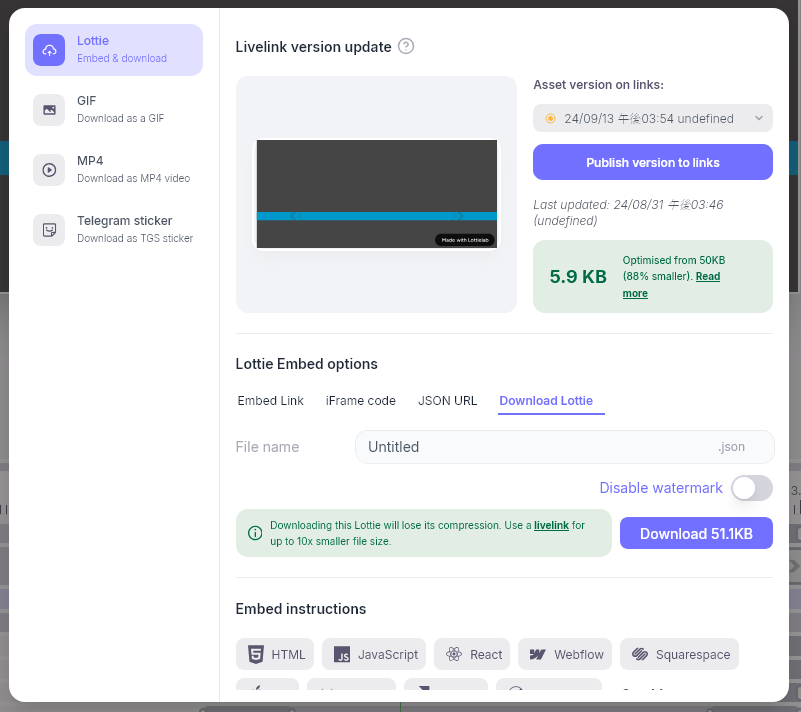 Lottie
Embed & download
GIF
Download as a GIF
MP4
Download as MP4 video
Telegram sticker
Download as TGS sticker
Livelink version update ?
Made with Lottielab
Asset version on links:
24/09/13 午後03:54 undefined
Publish version to links
Last updated: 24/08/31 午後03:46
(undefined)
5.9 KB
Optimised from 50KB
(88% smaller). Read
more
Lottie Embed options
Embed Link iFrame code JSON URL Download Lottie
File name Untitled .json
Disable watermark
Downloading this Lottie will lose its compression. Use a livelink for
up to 10x smaller file size.
Download 51.1KB
Embed instructions
HTML JavaScript React Webflow Squarespace